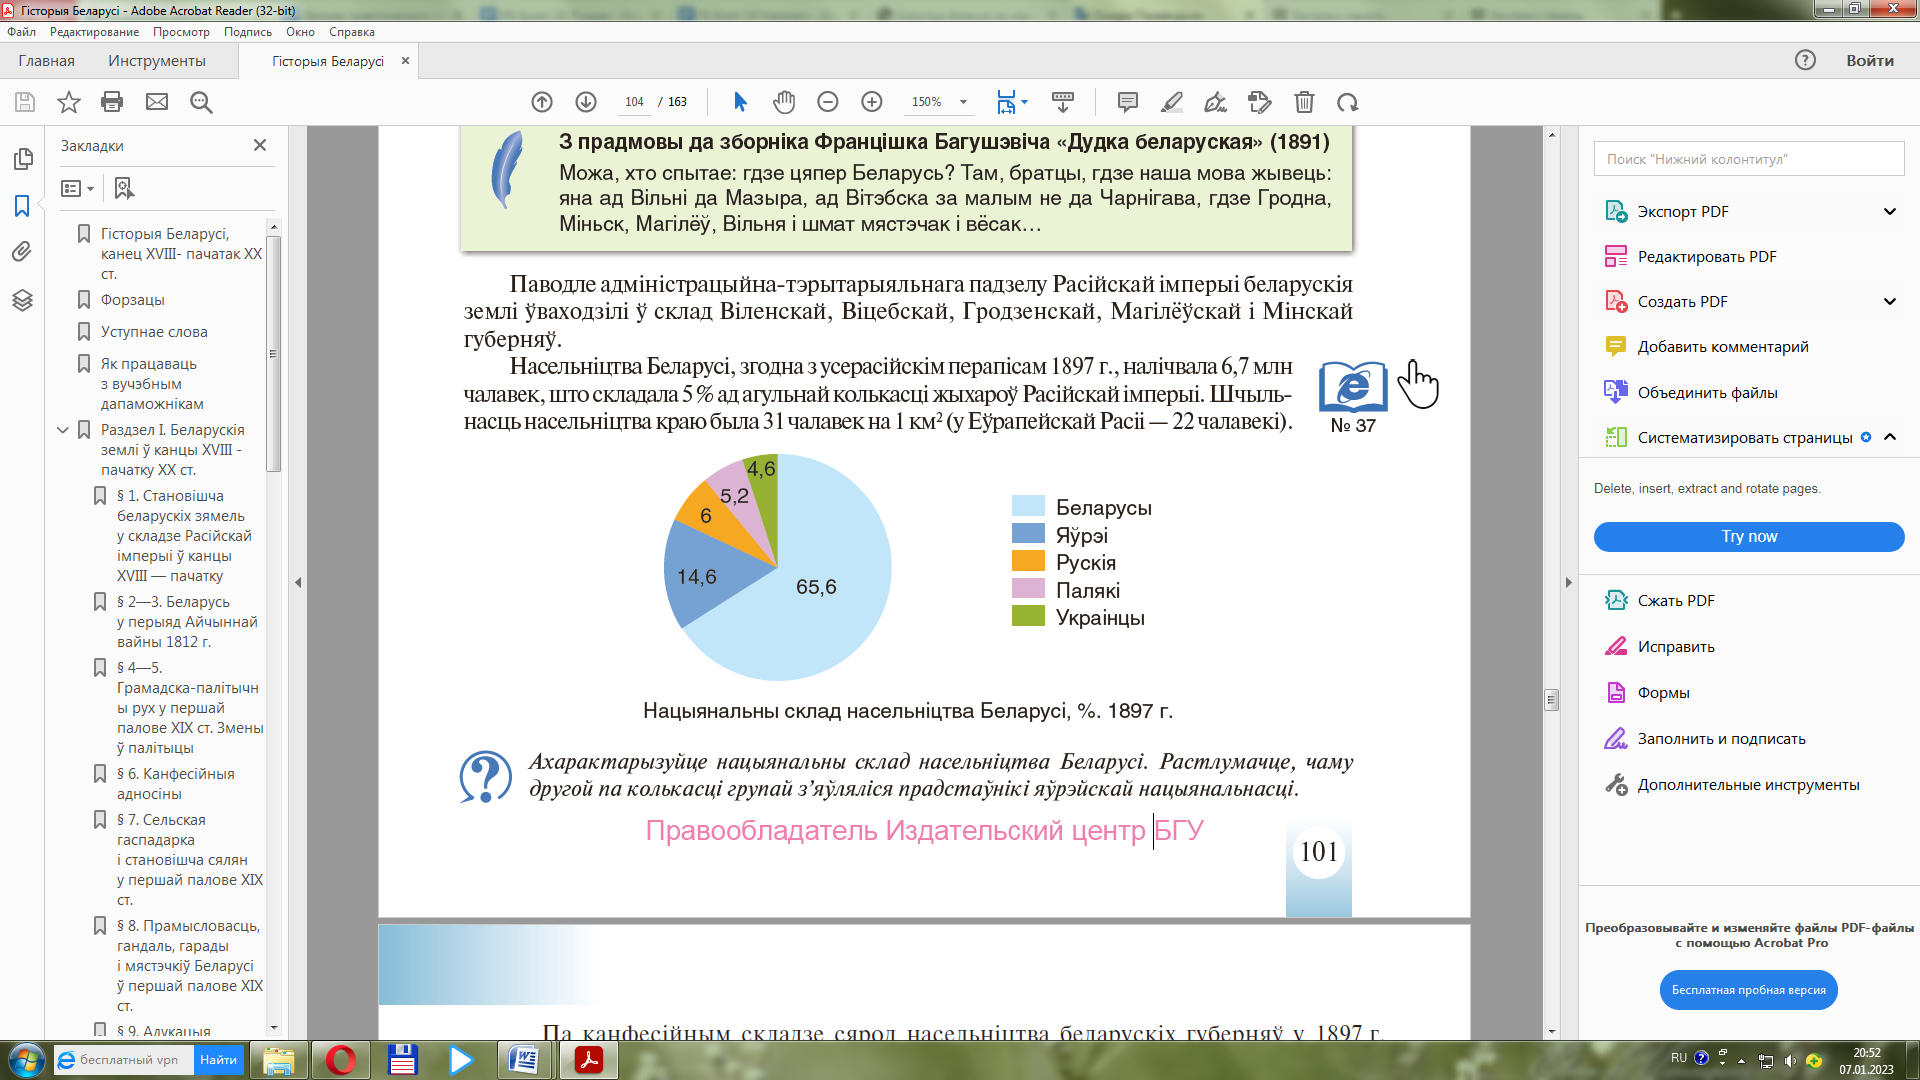 Гісторыя Беларусі - Adobe Acrobat Reader (32-bit)
Файл Редактирование Просмотр Подпись Окно Справка
Главная Инструменты Гісторыя Беларусі × Войти
104 / 163 150%
Закладки
Гісторыя Беларусі,
канец XVIII- пачатак XX
ст.
Форзацы
Уступнае слова
Як працаваць
з вучэбным
дапаможнікам
Раздзел I. Беларускія
землі ў канцы XVIII -
пачатку XX ст.
§ 1. Становішча
беларускіх зямель
у складзе Расійскай
імперыі ў канцы
XVIII — пачатку
§ 2—3. Беларусь
у перыяд Айчыннай
вайны 1812 г.
§ 4—5.
Грамадска-палітычн
ы рух у першай
палове XIX ст. Змены
ў палітыцы
§ 6. Канфесійныя
адносіны
§ 7. Сельская
гаспадарка
і становішча сялян
у першай палове XIX
ст.
§ 8. Прамысловасць,
гандаль, гарады
і мястэчкіў Беларусі
ў першай палове XIX
ст.
§ 9. Адукацыя
З прадмовы да зборніка Францішка Багушэвіча «Дудка беларуская» (1891)
Можа, хто спытае: гдзе цяпер Беларусь? Там, братцы, гдзе наша мова жывець:
яна ад Вільні да Мазыра, ад Вітэбска за малым не да Чарнігава, гдзе Гродна,
Міньск, Магілёў, Вільня і шмат мястэчак і вёсак…
Паводле адміністрацыйна-тэрытарыяльнага падзелу Расійскай імперыі беларускія
землі ўваходзілі ў склад Віленскай, Віцебскай, Гродзенскай, Магілёўскай і Мінскай
губерняў.
Насельніцтва Беларусі, згодна з усерасійскім перапісам 1897 г., налічвала 6,7 млн
чалавек, што складала 5 % ад агульнай колькасці жыхароў Расійскай імперыі. Шчыль-
насць насельніцтва краю была 31 чалавек на 1 км² (у Еўрапейскай Расіі — 22 чалавекі).
№ 37
4,6
5,2
6
14,6
65,6
Беларусы
Яўрэі
Рускія
Палякі
Украінцы
Нацыянальны склад насельніцтва Беларусі, %. 1897 г.
Ахарактарызуйце нацыянальны склад насельніцтва Беларусі. Растлумачце, чаму
другой па колькасці групай з’яўляліся прадстаўнікі яўрэйскай нацыянальнасці.
Правообладатель Издательский центр БГУ
101
Па канфесійным складзе сярод насельніцтва беларускіх губерняў у 1897 г.
Поиск "Нижний колонтитул"
Экспорт PDF
Редактировать PDF
Создать PDF
Добавить комментарий
Объединить файлы
Систематизировать страницы
Delete, insert, extract and rotate pages.
Try now
Сжать PDF
Исправить
Формы
Заполнить и подписать
Дополнительные инструменты
Преобразовывайте и изменяйте файлы PDF-файлы
с помощью Acrobat Pro
Бесплатная пробная версия
бесплатный vpn Найти
RU
20:52
07.01.2023